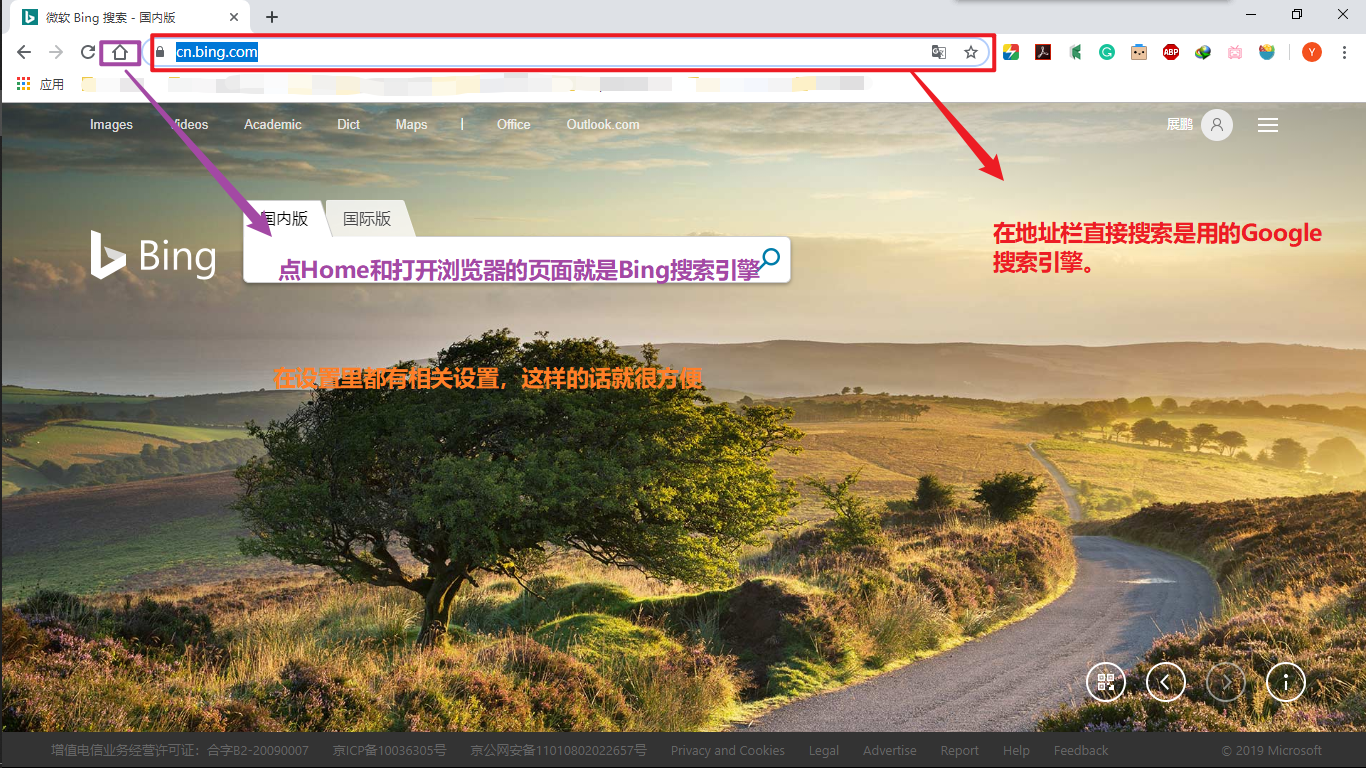 微软 Bing 搜索 - 国内版
cn.bing.com
ABP
Y
应用
Images Videos Academic Dict Maps | Office Outlook.com
展鹏
国内版 国际版
Bing
在地址栏直接搜索是用的Google
搜索引擎。
点Home和打开浏览器的页面就是Bing搜索引擎
在设置里都有相关设置，这样的话就很方便
增值电信业务经营许可证：合字B2-20090007 京ICP备10036305号 京公网安备11010802022657号 Privacy and Cookies Legal Advertise Report Help Feedback © 2019 Microsoft